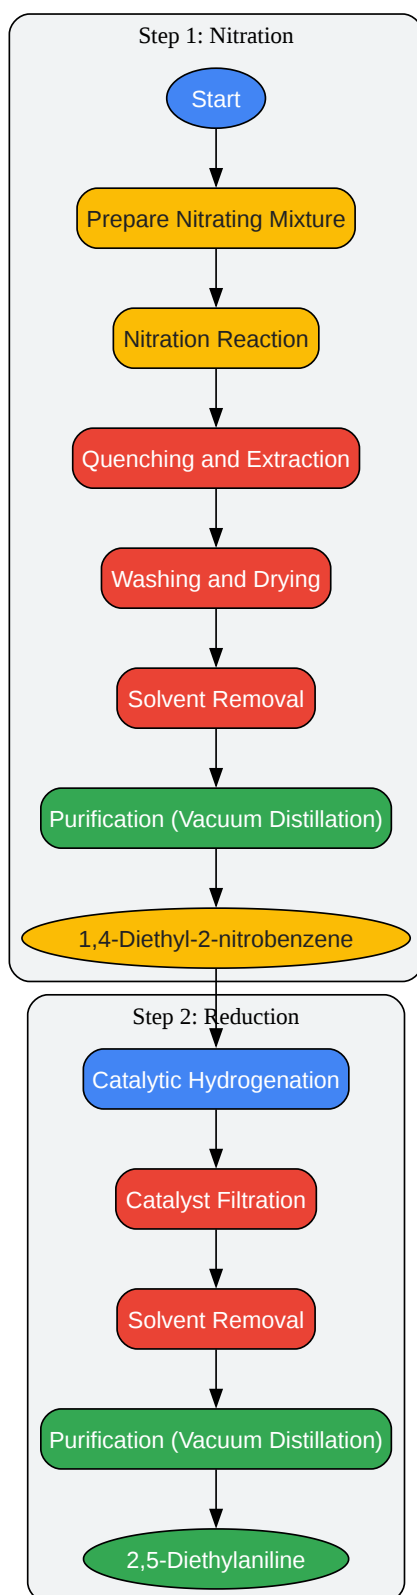 Step 1: Nitration
Start
Prepare Nitrating Mixture
Nitration Reaction
Quenching and Extraction
Washing and Drying
Solvent Removal
Purification (Vacuum Distillation)
1,4-Diethyl-2-nitrobenzene
Step 2: Reduction
Catalytic Hydrogenation
Catalyst Filtration
Solvent Removal
Purification (Vacuum Distillation)
2,5-Diethylaniline